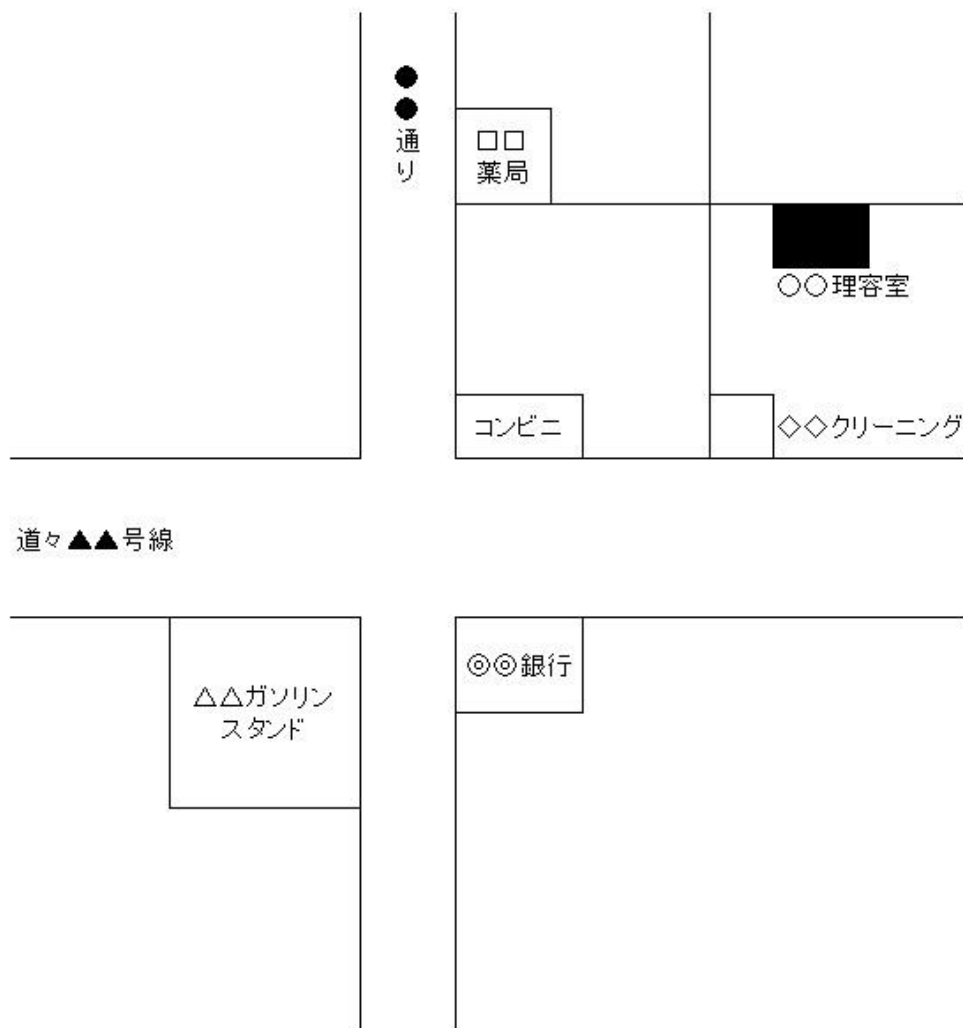 ●●通り
□□
薬局
○○理容室
コンビニ
◇◇クリーニング
道々▲▲号線
△△ガソリン
スタンド
◎◎銀行